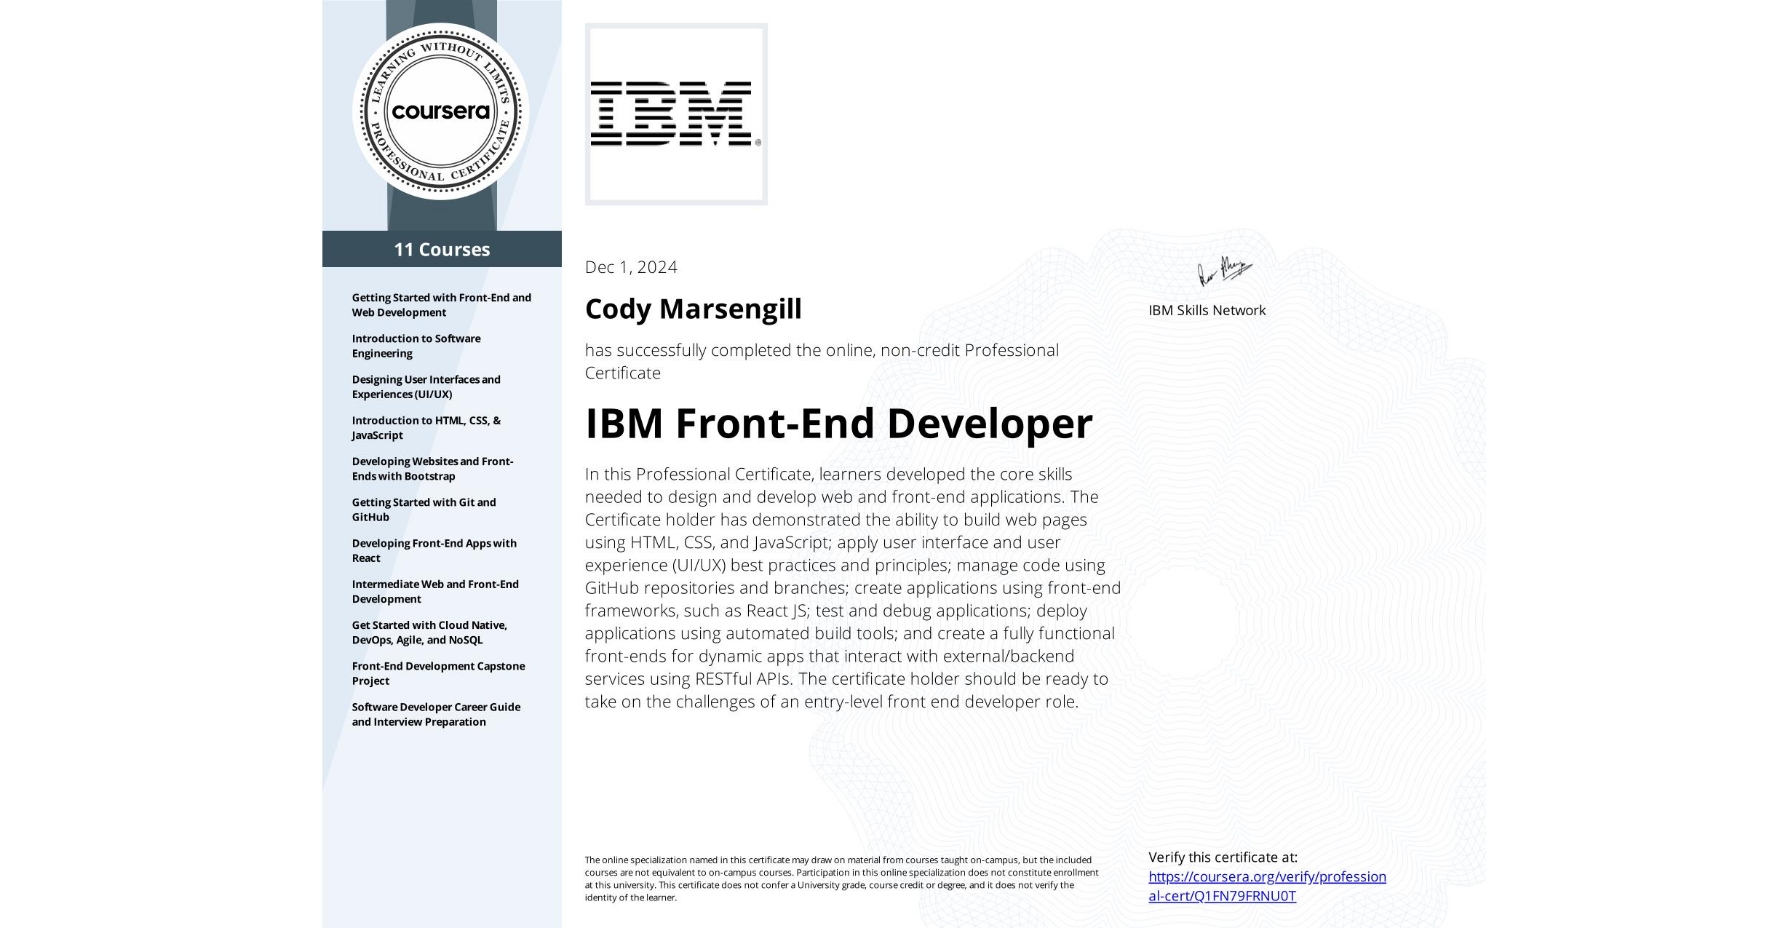 LEARNING WITHOUT LIMITS
coursera
PROFESSIONAL CERTIFICATE
IBM®
11 Courses
Getting Started with Front-End and
Web Development
Introduction to Software
Engineering
Designing User Interfaces and
Experiences (UI/UX)
Introduction to HTML, CSS, &
JavaScript
Developing Websites and Front-
Ends with Bootstrap
Getting Started with Git and
GitHub
Developing Front-End Apps with
React
Intermediate Web and Front-End
Development
Get Started with Cloud Native,
DevOps, Agile, and NoSQL
Front-End Development Capstone
Project
Software Developer Career Guide
and Interview Preparation
Dec 1, 2024
Cody Marsengill
has successfully completed the online, non-credit Professional
Certificate
IBM Front-End Developer
In this Professional Certificate, learners developed the core skills
needed to design and develop web and front-end applications. The
Certificate holder has demonstrated the ability to build web pages
using HTML, CSS, and JavaScript; apply user interface and user
experience (UI/UX) best practices and principles; manage code using
GitHub repositories and branches; create applications using front-end
frameworks, such as React JS; test and debug applications; deploy
applications using automated build tools; and create a fully functional
front-ends for dynamic apps that interact with external/backend
services using RESTful APIs. The certificate holder should be ready to
take on the challenges of an entry-level front end developer role.
IBM Skills Network
The online specialization named in this certificate may draw on material from courses taught on-campus, but the included
courses are not equivalent to on-campus courses. Participation in this online specialization does not constitute enrollment
at this university. This certificate does not confer a University grade, course credit or degree, and it does not verify the
identity of the learner.
Verify this certificate at:
https://coursera.org/verify/profession
al-cert/Q1FN79FRNU0T